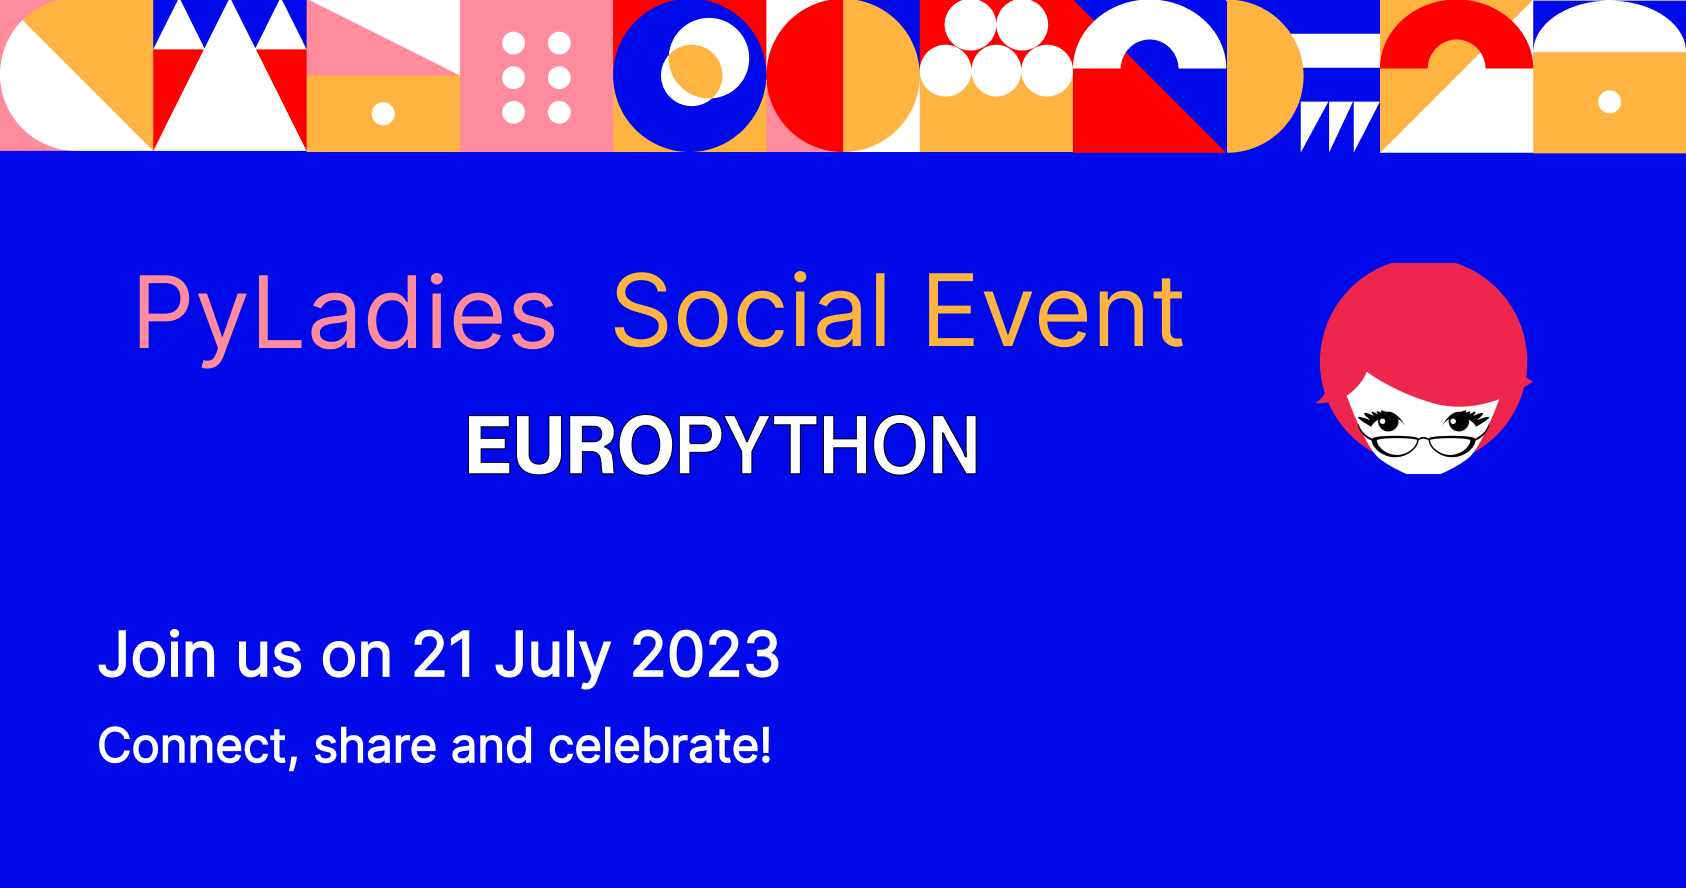 PyLadies Social Event
EUROPYTHON
Join us on 21 July 2023
Connect, share and celebrate!